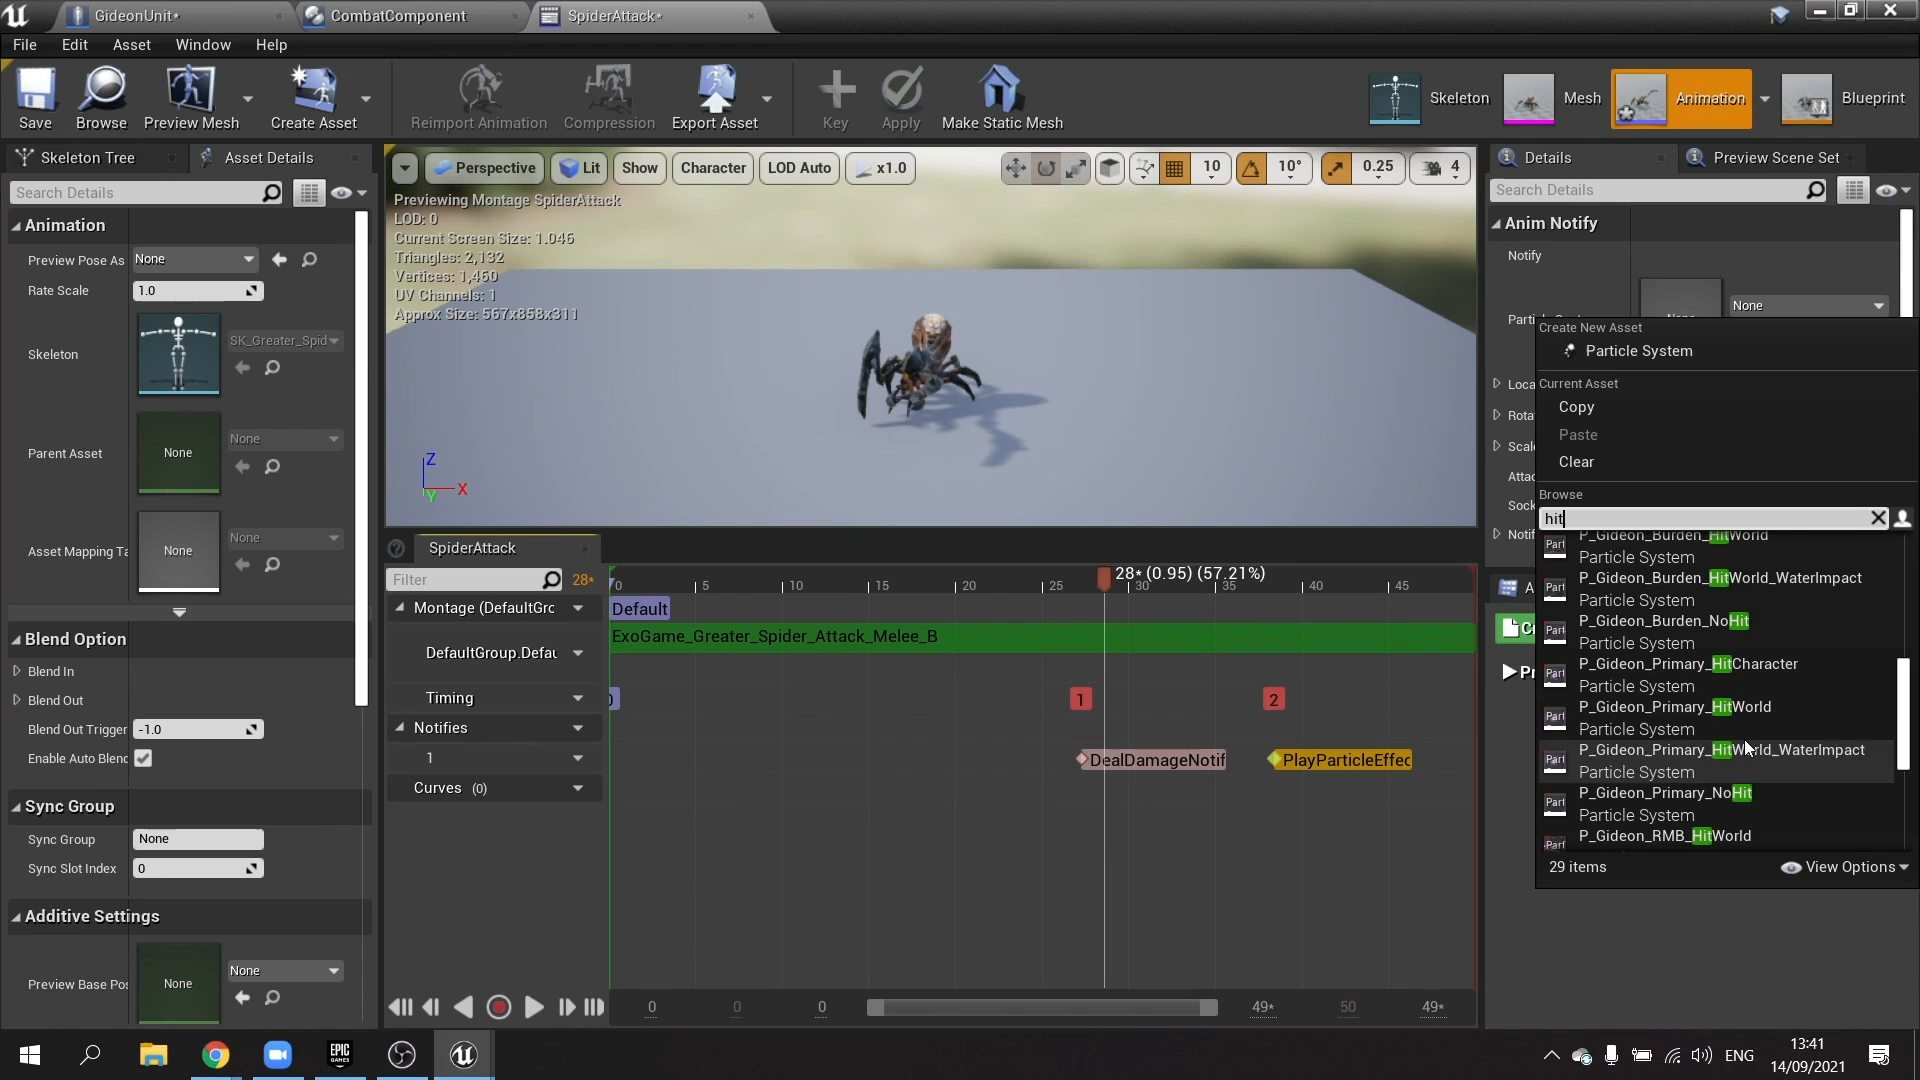 GideonUnit*
CombatComponent
SpiderAttack*
File Edit Asset Window Help
Save
Browse
Preview Mesh
Create Asset
Reimport Animation
Compression
Export Asset
Key
Apply
Make Static Mesh
Skeleton
Mesh
Animation
Blueprint
Skeleton Tree
Asset Details
Search Details
Animation
Preview Pose As
None
Rate Scale
1.0
Skeleton
SK_Greater_Spid
Parent Asset
None
None
Asset Mapping Ta
None
None
Blend Option
Blend In
Blend Out
Blend Out Trigger
-1.0
Enable Auto Blend
Sync Group
Sync Group
None
Sync Slot Index
0
Additive Settings
Preview Base Pos
None
None
Perspective
Lit
Show
Character
LOD Auto
x1.0
10
10°
0.25
4
Previewing Montage SpiderAttack
LOD: 0
Current Screen Size: 1.046
Triangles: 2,132
Vertices: 1,460
UV Channels: 1
Approx Size: 567x858x311
Z
X
Y
SpiderAttack
Filter
28*
0 5 10 15 20 25 30 35 40 45
28* (0.95) (57.21%)
Montage (DefaultGrc
Default
DefaultGroup.Defau
ExoGame_Greater_Spider_Attack_Melee_B
Timing
1
2
Notifies
1
DealDamageNotif
PlayParticleEffec
Curves (0)
0
0
0
49*
50
49*
Details
Preview Scene Set
Search Details
Anim Notify
Notify
Partic
None
Loca
Rota
Scale
Attac
Sock
Notif
Create New Asset
Particle System
Current Asset
Copy
Paste
Clear
Browse
hit
P_Gideon_Burden_HitWorld
Particle System
P_Gideon_Burden_HitWorld_WaterImpact
Particle System
P_Gideon_Burden_NoHit
Particle System
P_Gideon_Primary_HitCharacter
Particle System
P_Gideon_Primary_HitWorld
Particle System
P_Gideon_Primary_HitWorld_WaterImpact
Particle System
P_Gideon_Primary_NoHit
Particle System
P_Gideon_RMB_HitWorld
29 items
View Options
EPIC
GAMES
ENG
13:41
14/09/2021